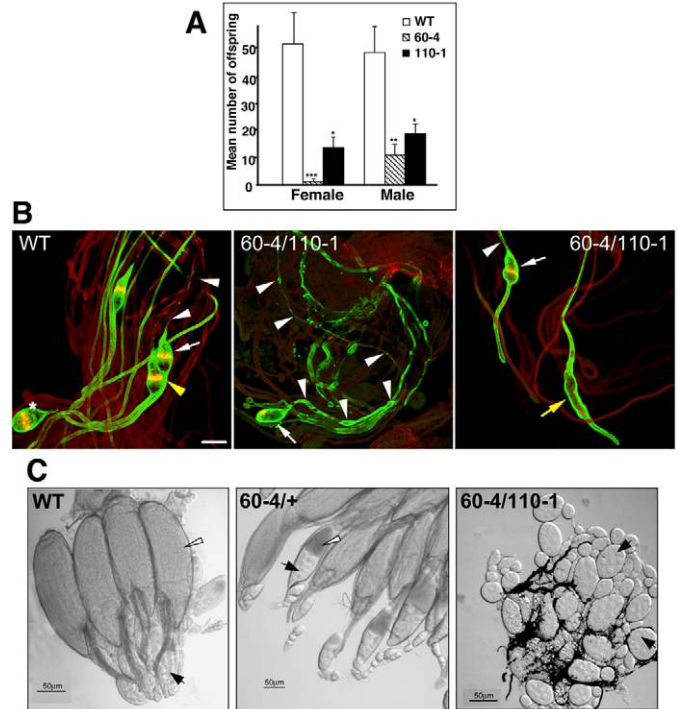 A
Mean number of offspring
50
40
30
20
10
0
WT
60-4
110-1
***
*
**
*
Female Male
B
WT
*
60-4/110-1
60-4/110-1
C
WT
50µm
60-4/+
50µm
60-4/110-1
50µm